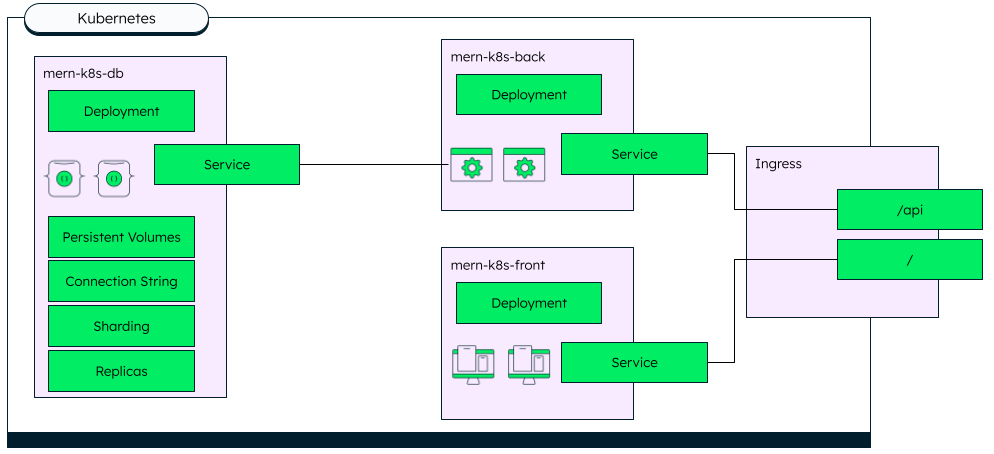 Kubernetes
mern-k8s-db
Deployment
Service
Persistent Volumes
Connection String
Sharding
Replicas
mern-k8s-back
Deployment
Service
mern-k8s-front
Deployment
Service
Ingress
/api
/